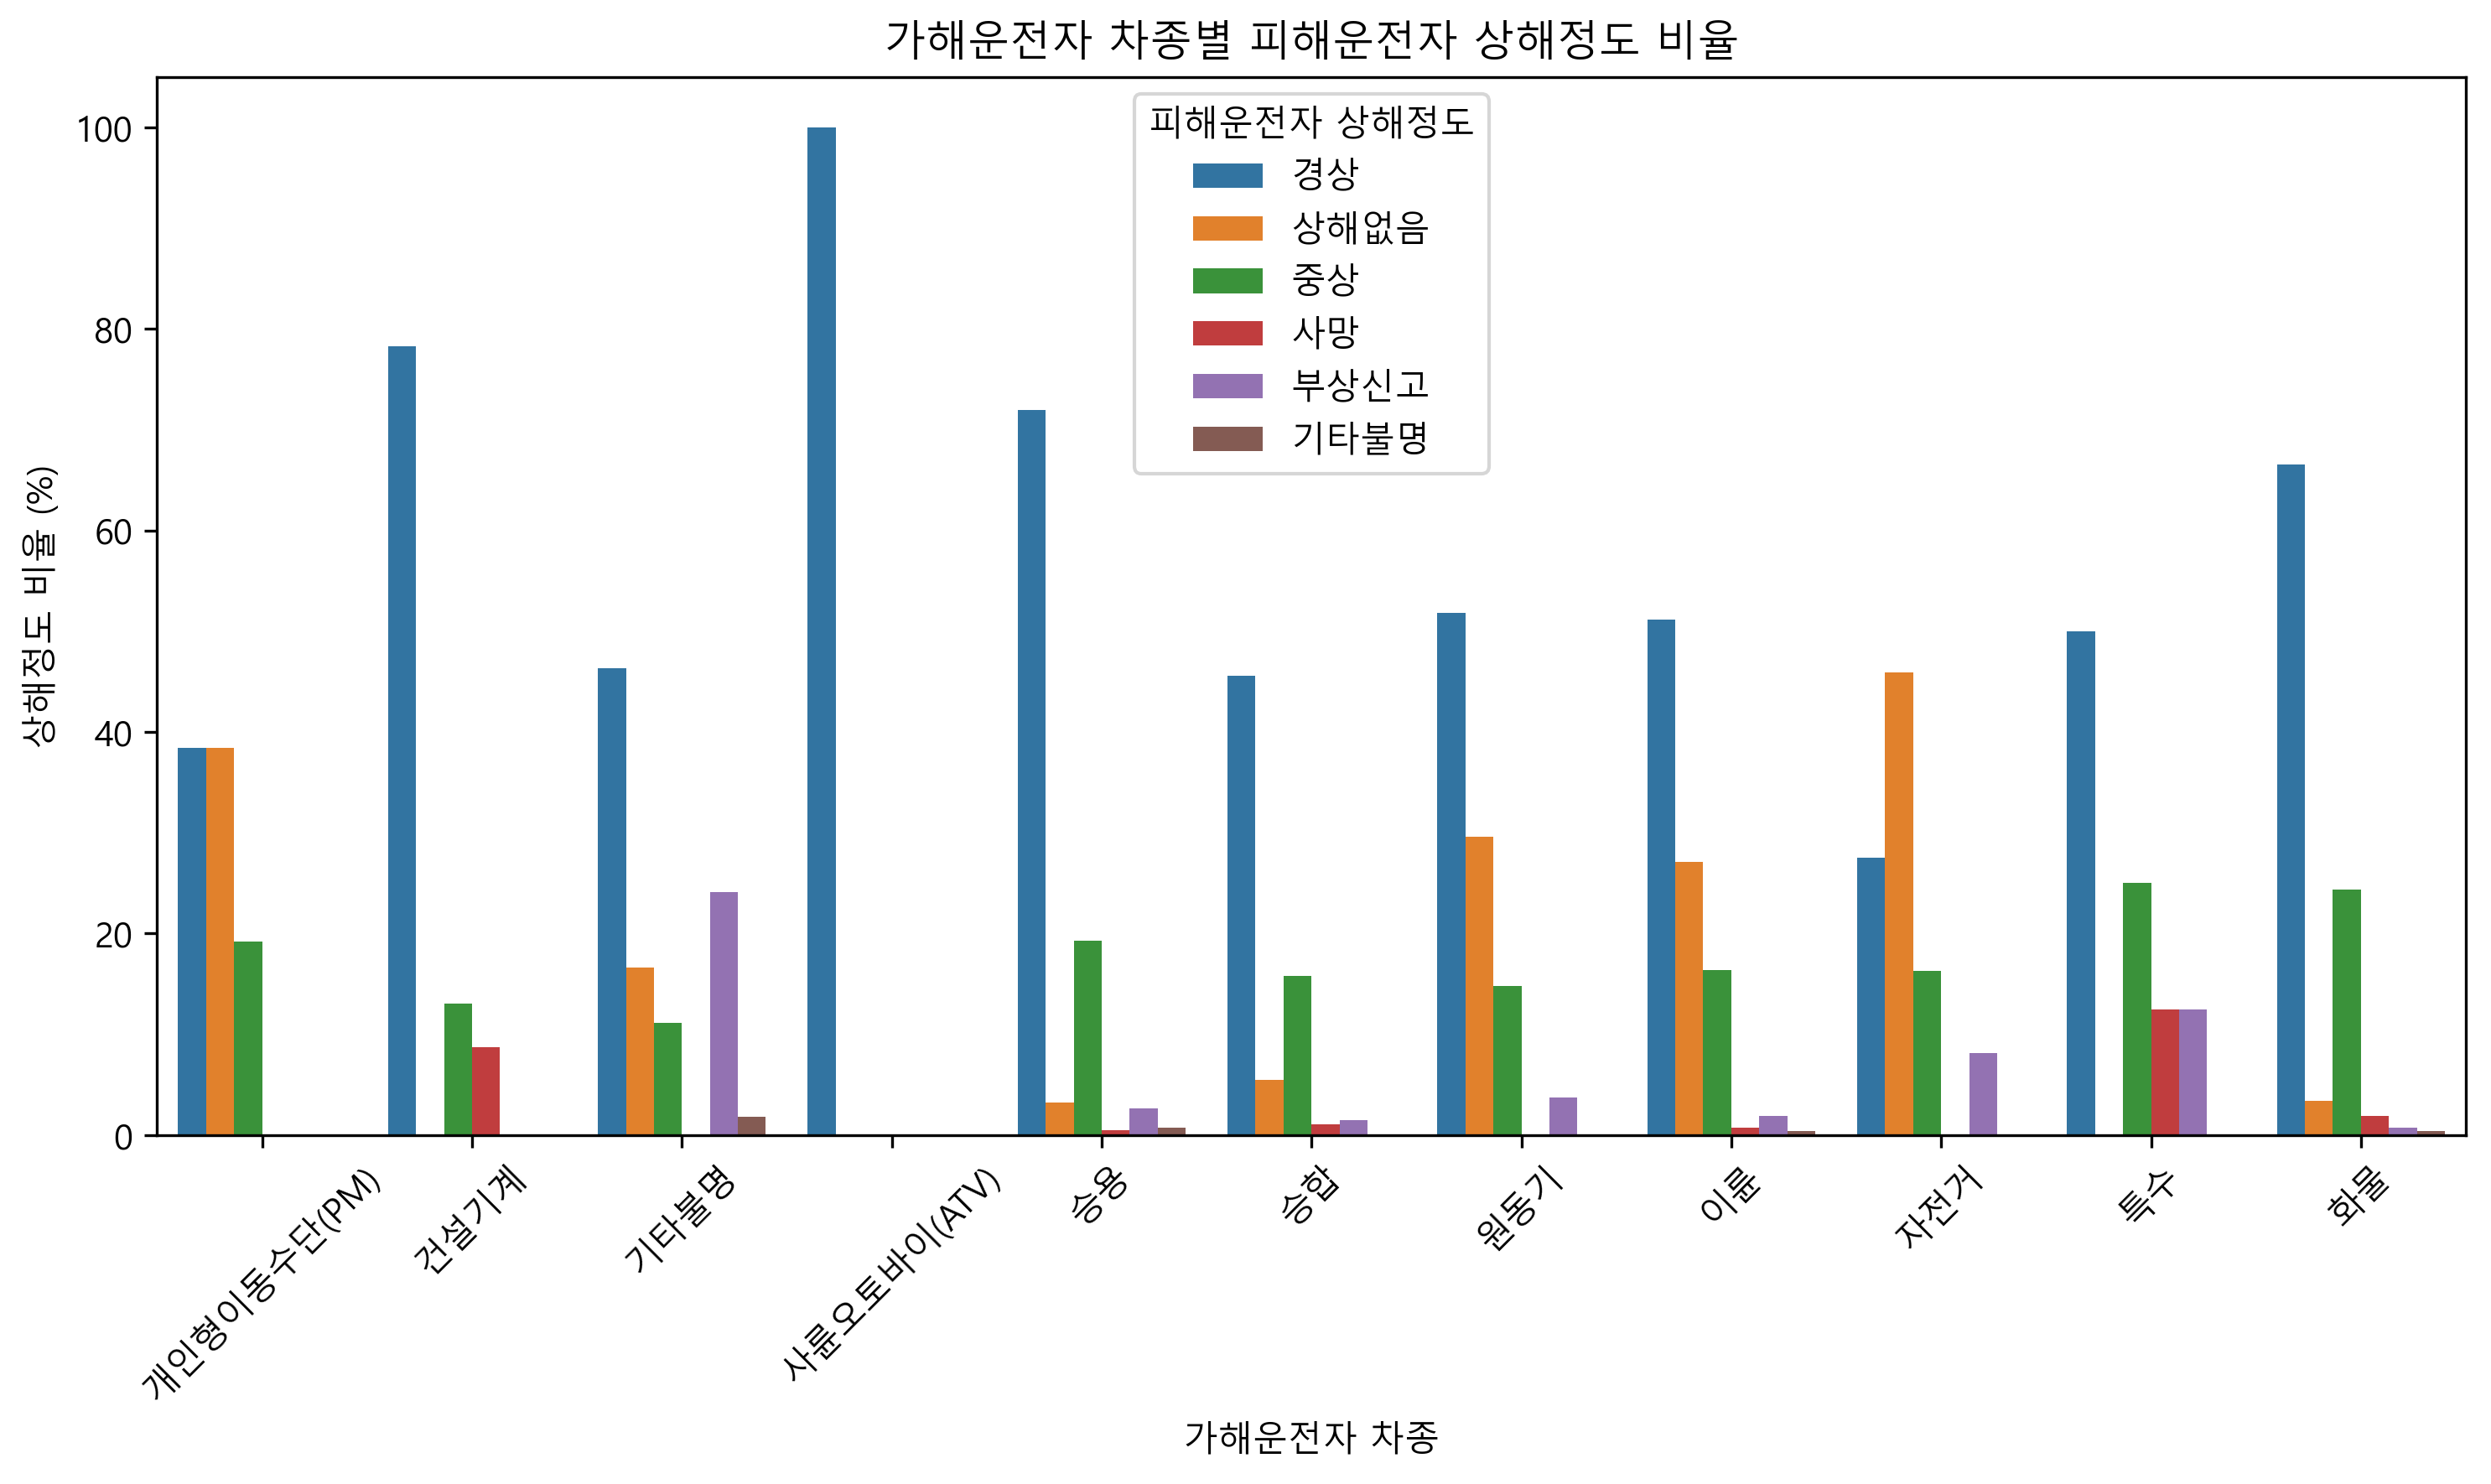 가해운전자 차종별 피해운전자 상해정도 비율
피해운전자 상해정도
경상
상해없음
중상
사망
부상신고
기타불명
상해정도 비율 (%)
100
80
60
40
20
0
개인형이동수단(PM)
건설기계
기타불명
사륜오토바이(ATV)
승용
승합
원동기
이륜
자전거
특수
화물
가해운전자 차종